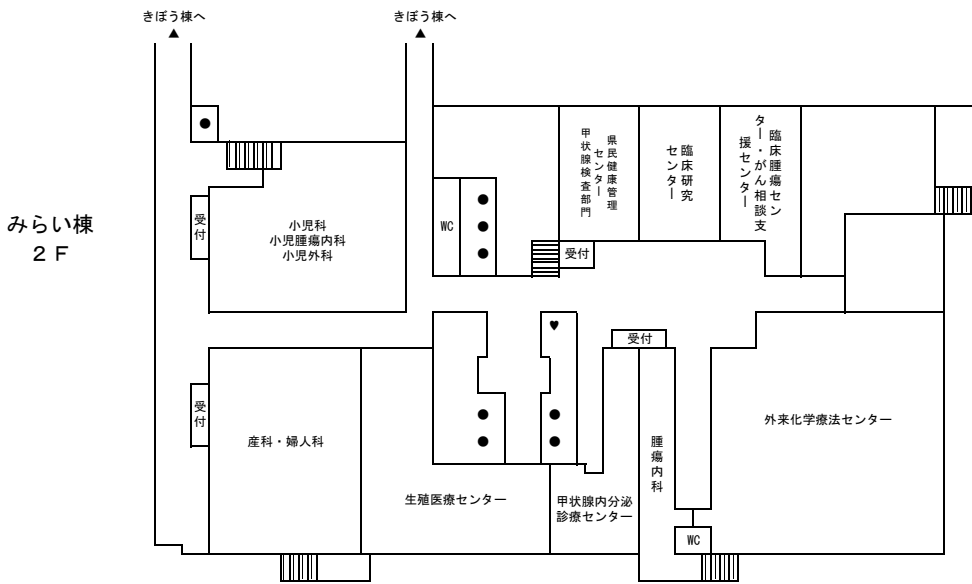 きぼう棟へ
▲
きぼう棟へ
▲
みらい棟
２Ｆ
受付
小児科
小児腫瘍内科
小児外科
WC
県民健康管理
センター
甲状腺検査部門
臨床研究
センター
臨床腫瘍セン
ター・がん相談支
援センター
受付
受付
受付
産科・婦人科
生殖医療センター
甲状腺内分泌
診療センター
腫瘍内科
外来化学療法センター
WC